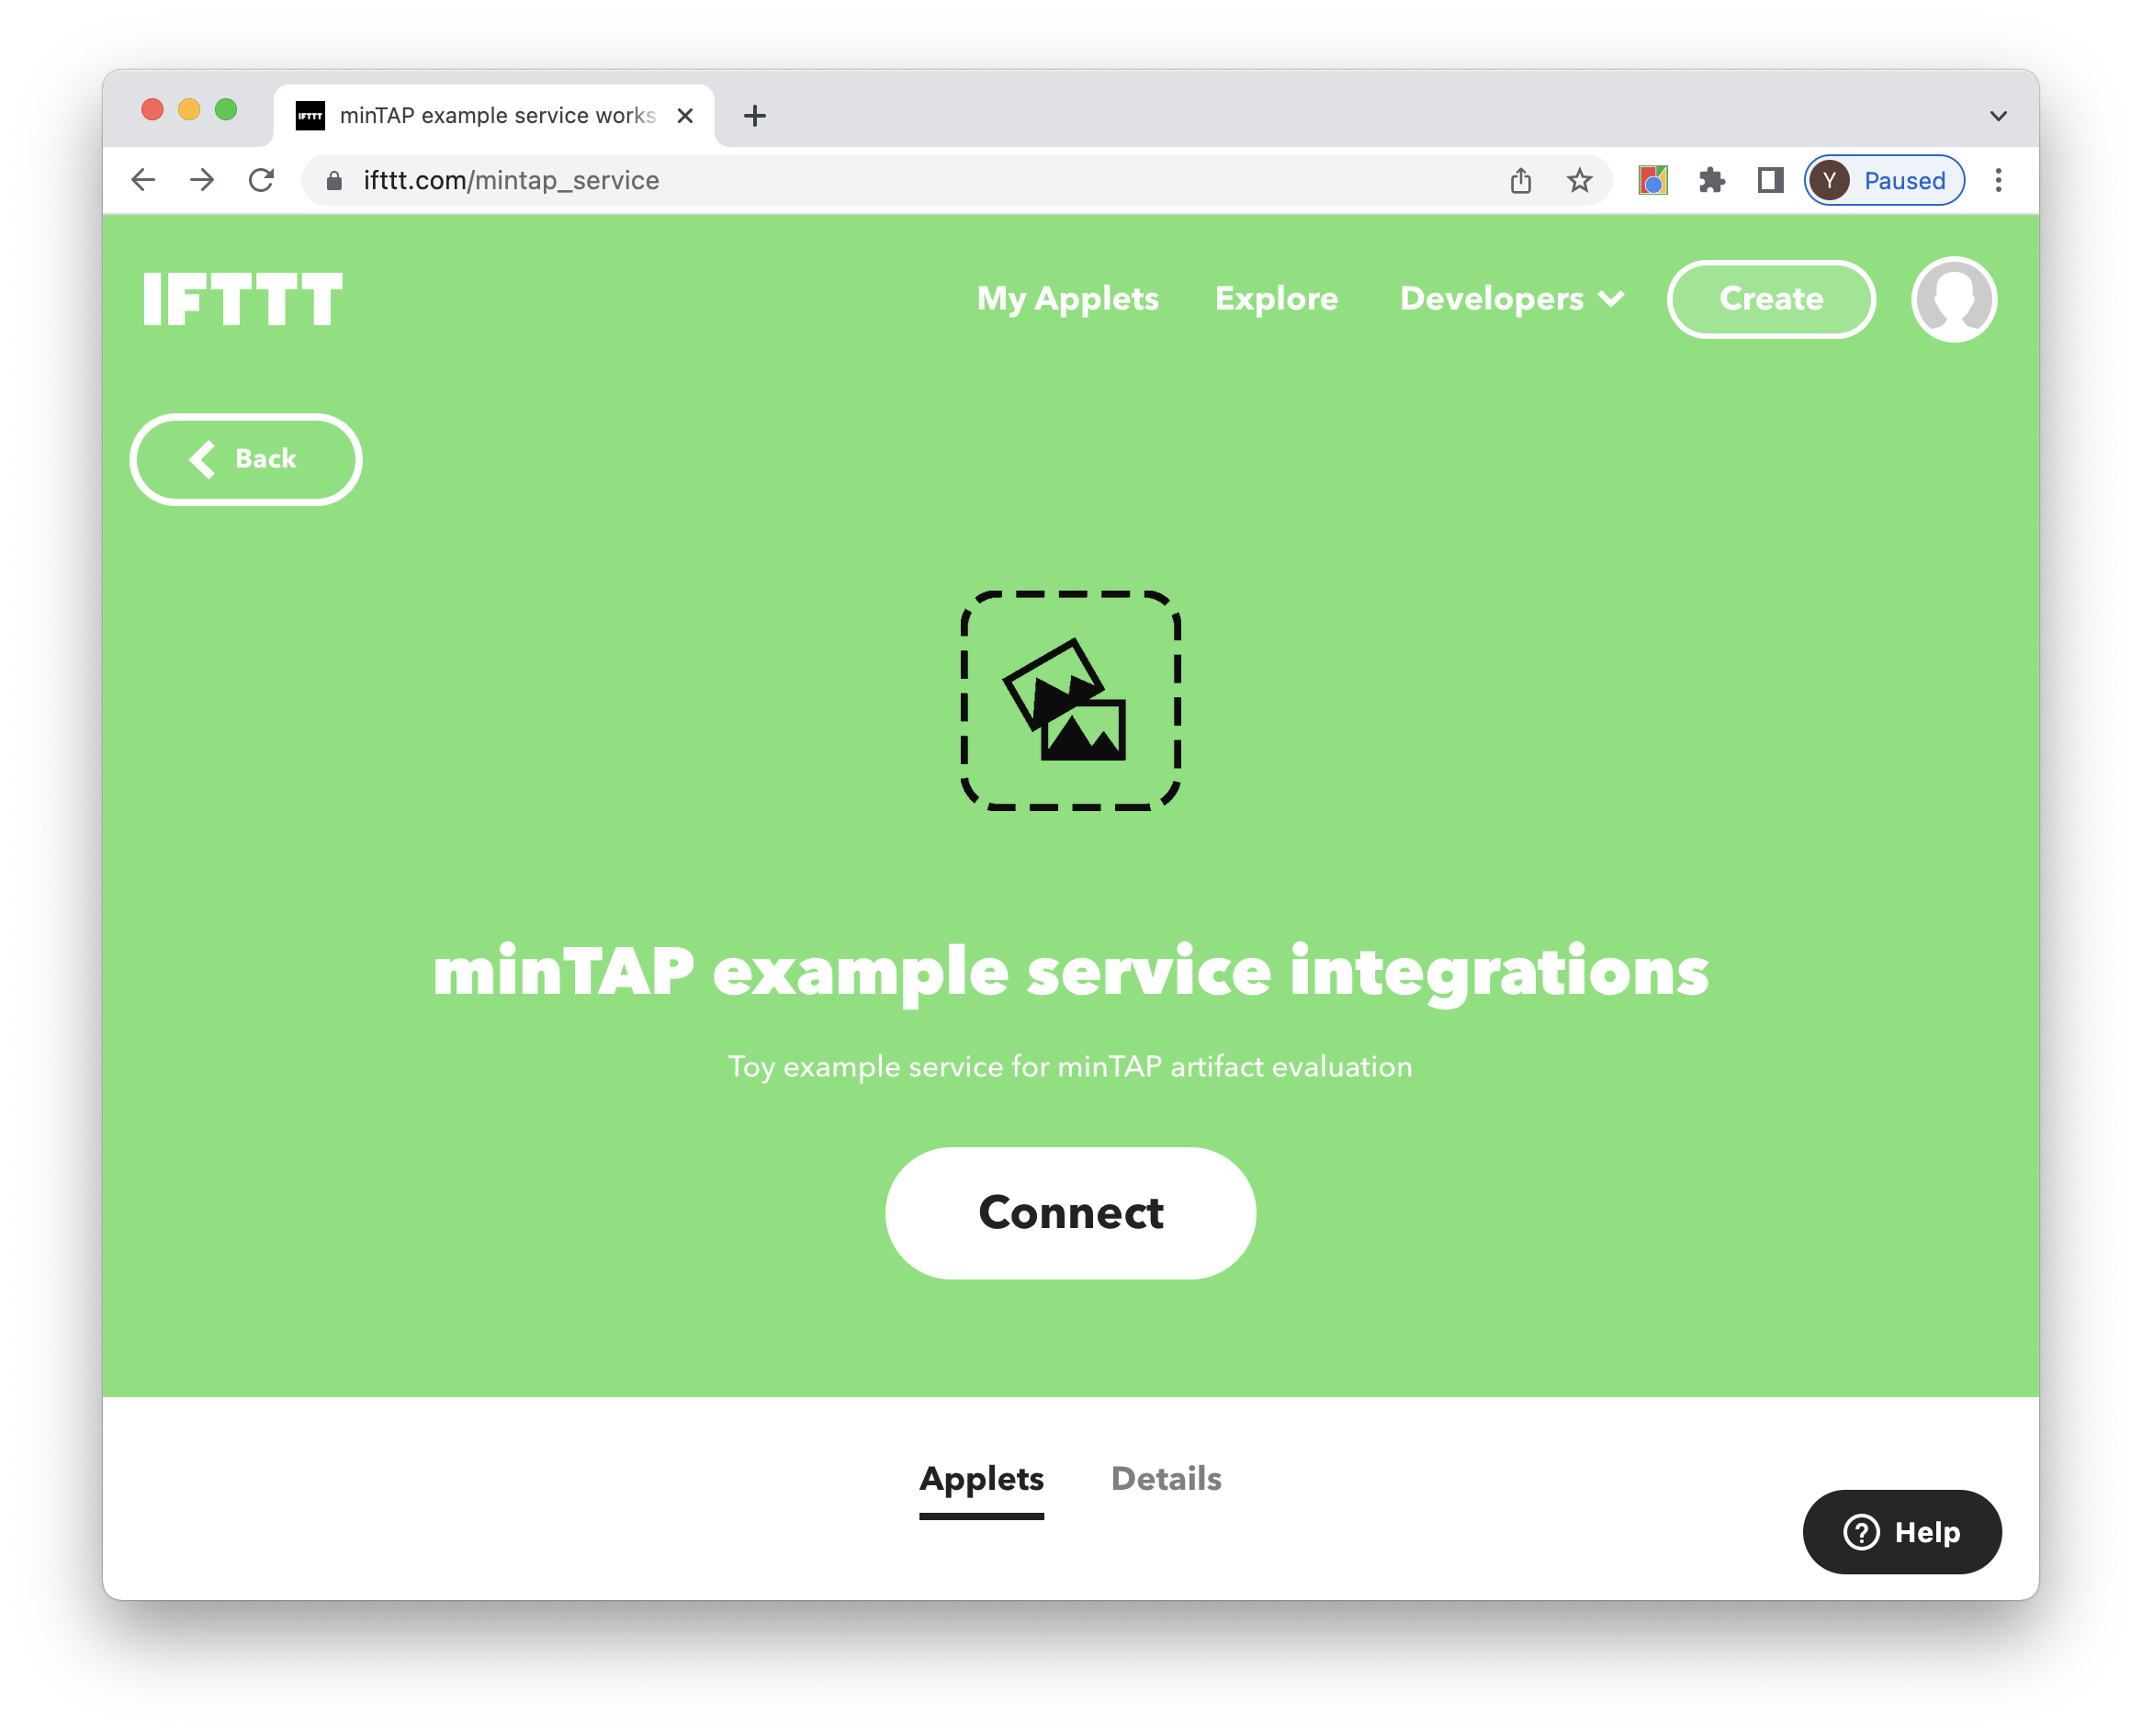 IFTTT minTAP example service works
ifttt.com/mintap_service
Y Paused
IFTTT
My Applets Explore Developers Create
Back
minTAP example service integrations
Toy example service for minTAP artifact evaluation
Connect
Applets Details
? Help